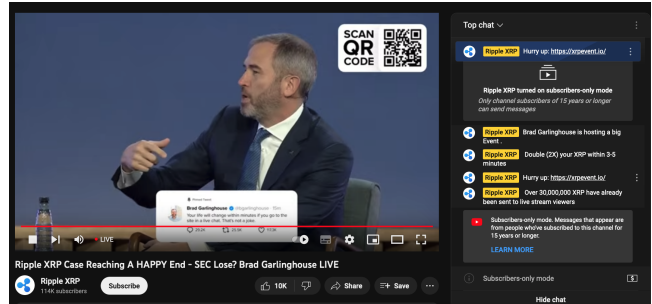 SCAN
QR
CODE
Pinned Tweet
Brad Garlinghouse @bgarlinghouse · 15m
Your life will change within minutes if you go to the
site in a live chat. That's not a joke.
LIVE
Ripple XRP Case Reaching A HAPPY End - SEC Lose? Brad Garlinghouse LIVE
Ripple XRP
114K subscribers
Subscribe
10K
Share
Save
Top chat
Ripple XRP Hurry up: https://xrpevent.io/
Ripple XRP turned on subscribers-only mode
Only channel subscribers of 15 years or longer
can send messages
Ripple XRP Brad Garlinghouse is hosting a big
Event .
Ripple XRP Double (2X) your XRP within 3-5
minutes
Ripple XRP Hurry up: https://xrpevent.io/
Ripple XRP Over 30,000,000 XRP have already
been sent to live stream viewers
Subscribers-only mode. Messages that appear are
from people who've subscribed to this channel for
15 years or longer.
LEARN MORE
Subscribers-only mode
Hide chat